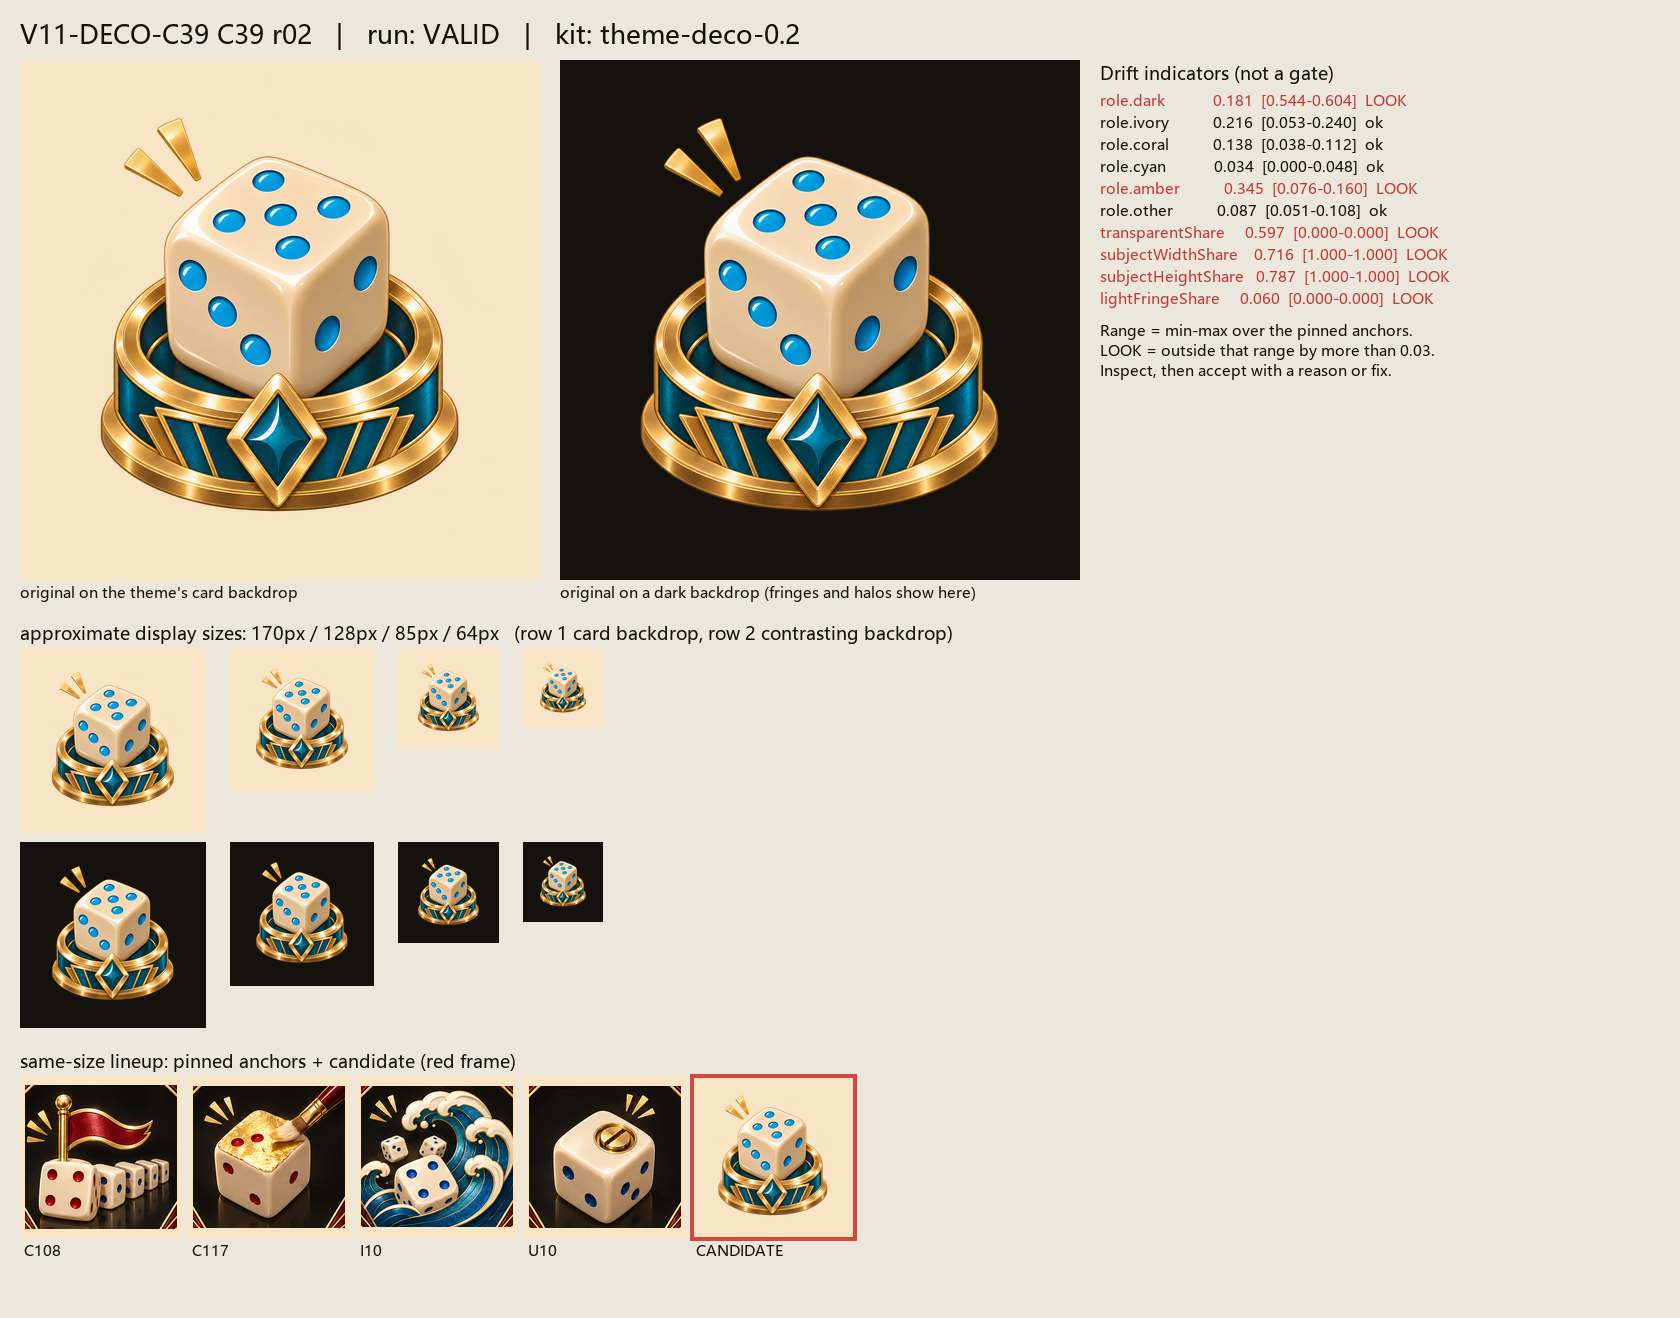 V11-DECO-C39 C39 r02 | run: VALID | kit: theme-deco-0.2
Drift indicators (not a gate)
role.dark 0.181 [0.544-0.604] LOOK
role.ivory 0.216 [0.053-0.240] ok
role.coral 0.138 [0.038-0.112] ok
role.cyan 0.034 [0.000-0.048] ok
role.amber 0.345 [0.076-0.160] LOOK
role.other 0.087 [0.051-0.108] ok
transparentShare 0.597 [0.000-0.000] LOOK
subjectWidthShare 0.716 [1.000-1.000] LOOK
subjectHeightShare 0.787 [1.000-1.000] LOOK
lightFringeShare 0.060 [0.000-0.000] LOOK
Range = min-max over the pinned anchors.
LOOK = outside that range by more than 0.03.
Inspect, then accept with a reason or fix.
original on the theme's card backdrop
original on a dark backdrop (fringes and halos show here)
approximate display sizes: 170px / 128px / 85px / 64px (row 1 card backdrop, row 2 contrasting backdrop)
same-size lineup: pinned anchors + candidate (red frame)
C108
C117
I10
U10
CANDIDATE